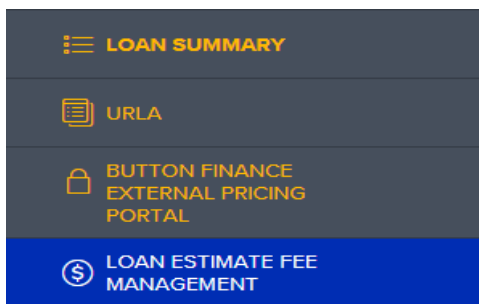 LOAN SUMMARY
URLA
BUTTON FINANCE
EXTERNAL PRICING
PORTAL
LOAN ESTIMATE FEE
MANAGEMENT